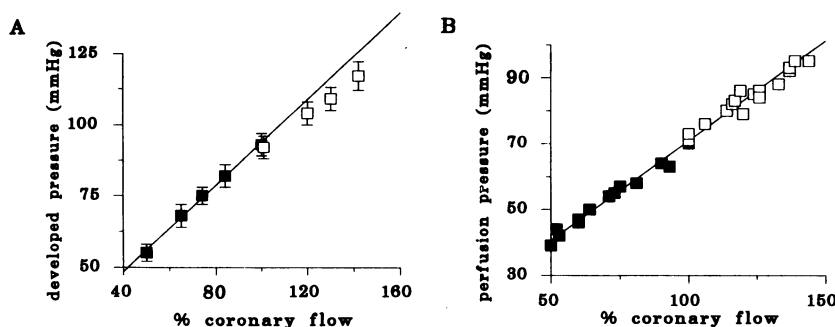 A
developed pressure (mmHg)
125
100
75
50
40 80 120 160
% coronary flow
B
perfusion pressure (mmHg)
90
70
50
30
50 100 150
% coronary flow